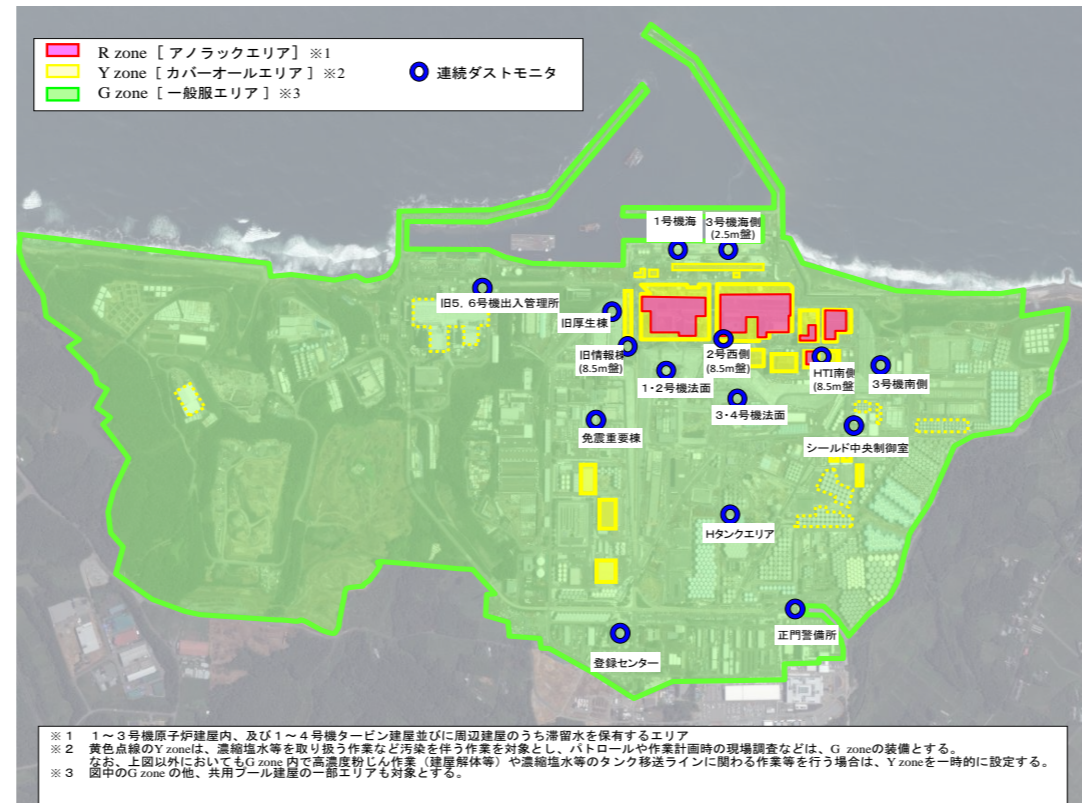 R zone [ アノラックエリア] ※1
Y zone [ カバーオールエリア ] ※2
G zone [ 一般服エリア ] ※3
連続ダストモニタ
1号機海
3号機海側
(2.5m盤)
旧5．6号機出入管理所
旧厚生棟
旧情報棟
(8.5m盤)
2号西側
(8.5m盤)
HTI南側
(8.5m盤)
3号機南側
1・2号機法面
3・4号機法面
免震重要棟
シールド中央制御室
Hタンクエリア
正門警備所
登録センター
※１　１～３号機原子炉建屋内、及び１～４号機タービン建屋並びに周辺建屋のうち滞留水を保有するエリア
※２　黄色点線のY zoneは、濃縮塩水等を取り扱う作業など汚染を伴う作業を対象とし、パトロールや作業計画時の現場調査などは、G zoneの装備とする。
なお、上図以外においてもG zone 内で高濃度粉じん作業（建屋解体等）や濃縮塩水等のタンク移送ラインに関わる作業等を行う場合は、Y zoneを一時的に設定する。
※３　図中のG zone の他、共用プール建屋の一部エリアも対象とする。